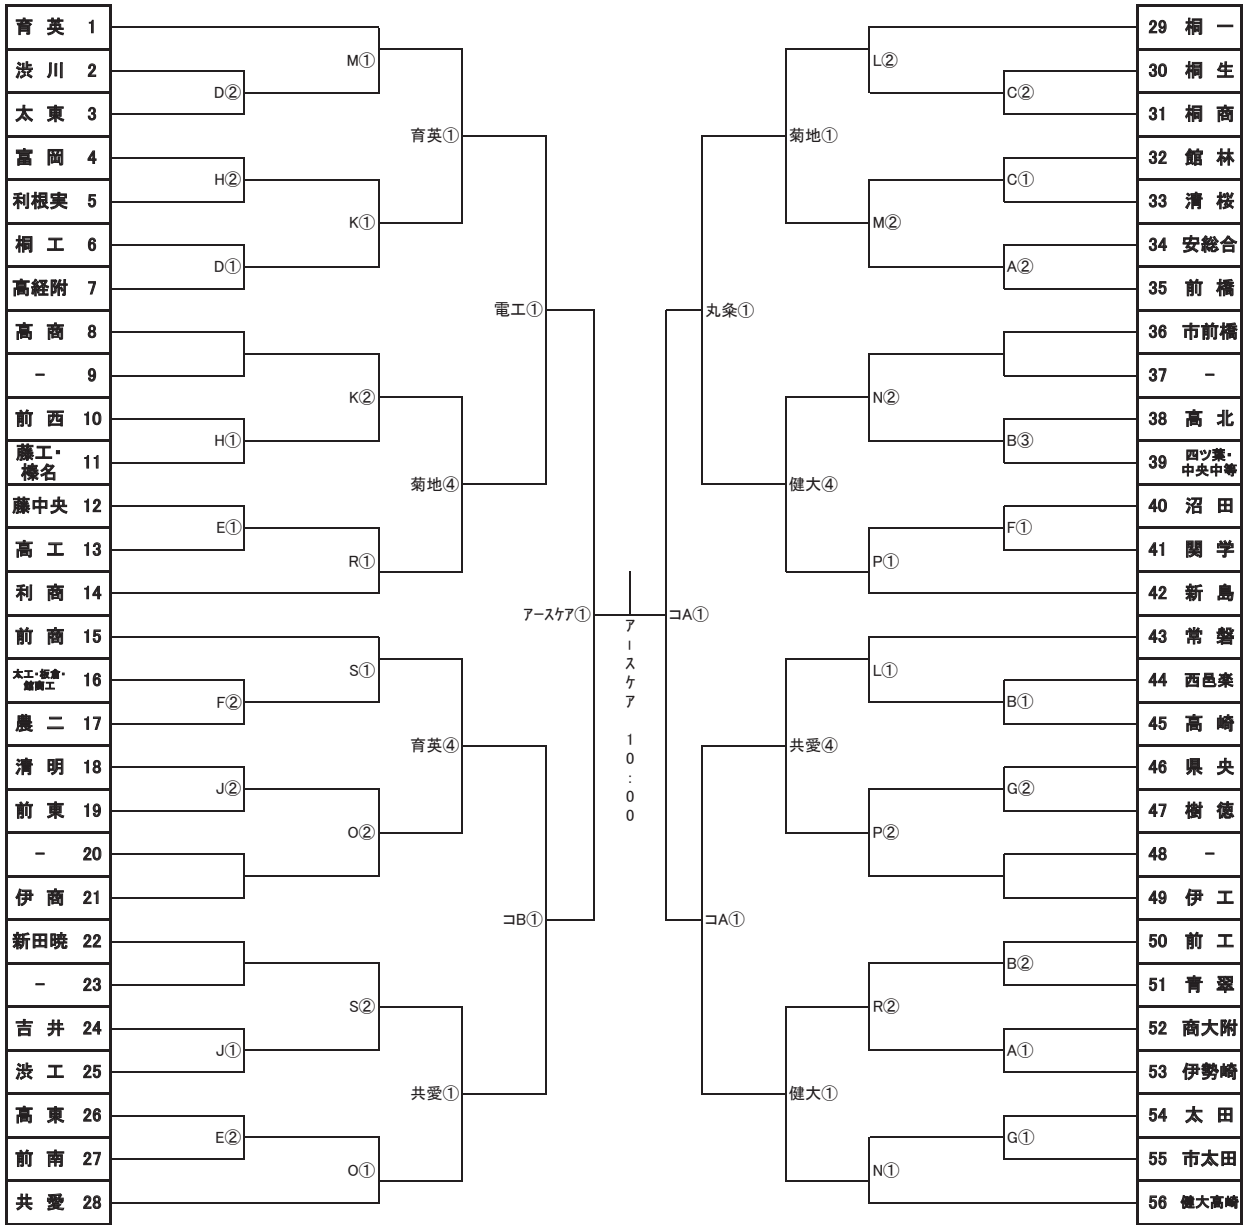 育英 1
渋川 2
太東 3
富岡 4
利根実 5
桐工 6
高経附 7
高商 8
－ 9
前西 10
藤工・
榛名 11
藤中央 12
高工 13
利商 14
前商 15
太工・板倉・
館商工 16
農二 17
清明 18
前東 19
－ 20
伊商 21
新田暁 22
－ 23
吉井 24
渋工 25
高東 26
前南 27
共愛 28
D②
H②
D①
H①
E①
F②
J②
J①
E②
M①
K①
K②
R①
S①
O②
S②
O①
育英①
菊地④
育英④
共愛①
電工①
コB①
アースケア①
アースケア 10:00
コA①
丸粂①
コA①
菊地①
健大④
共愛④
健大①
L②
M②
N②
P①
L①
P②
R②
N①
C②
C①
A②
B③
F①
B①
G②
B②
A①
G①
29 桐一
30 桐生
31 桐商
32 館林
33 清桜
34 安総合
35 前橋
36 市前橋
37 －
38 高北
39 四ツ葉・
中央中等
40 沼田
41 関学
42 新島
43 常磐
44 西邑楽
45 高崎
46 県央
47 樹徳
48 －
49 伊工
50 前工
51 青翠
52 商大附
53 伊勢崎
54 太田
55 市太田
56 健大高崎